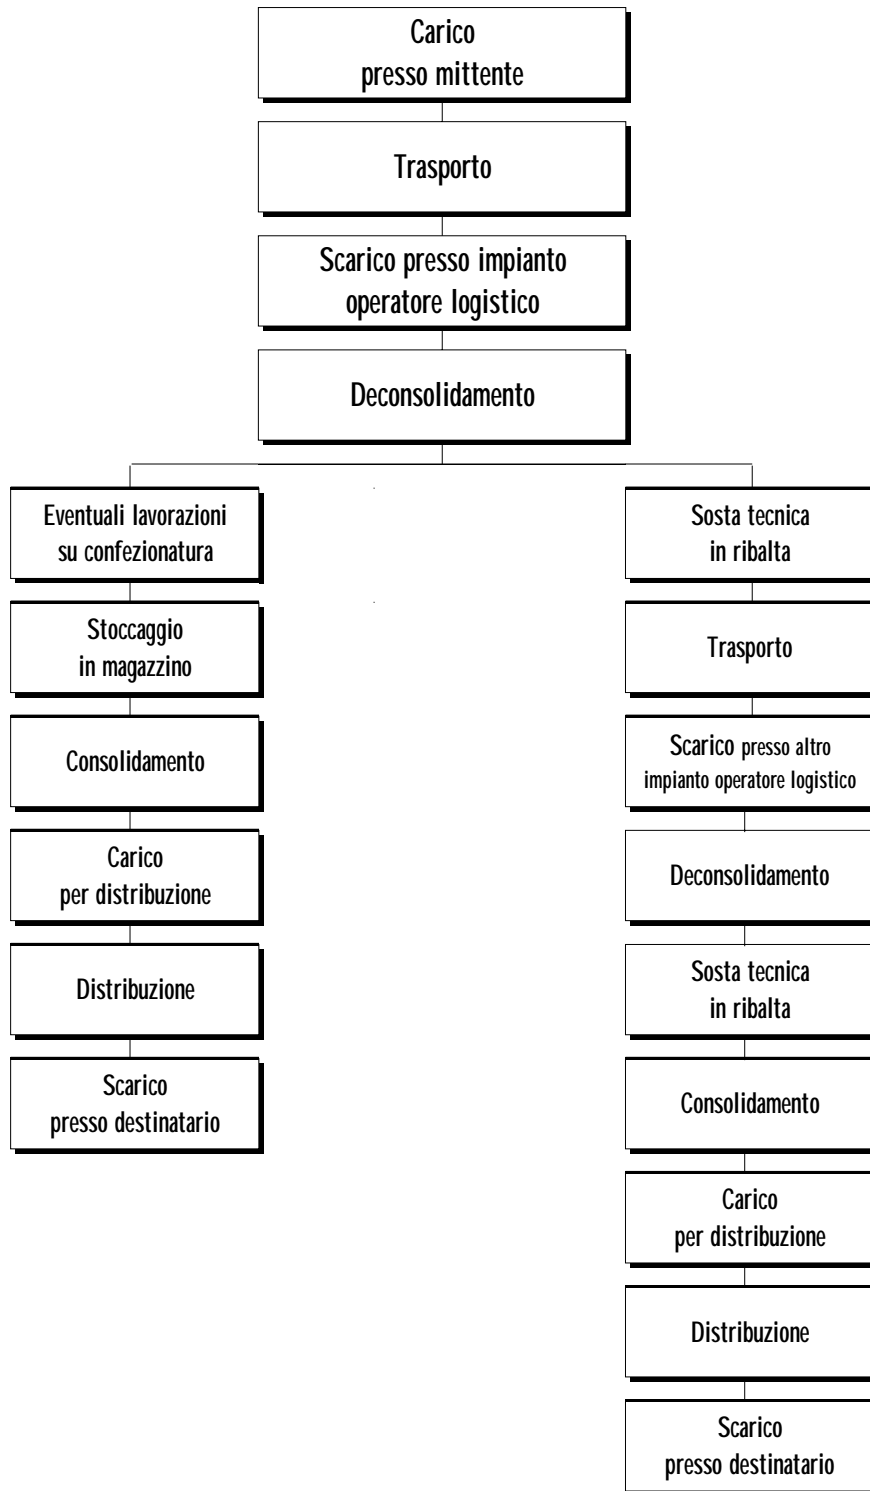 Carico
presso mittente
Trasporto
Scarico presso impianto
operatore logistico
Deconsolidamento
Eventuali lavorazioni
su confezionatura
Stoccaggio
in magazzino
Consolidamento
Carico
per distribuzione
Distribuzione
Scarico
presso destinatario
Sosta tecnica
in ribalta
Trasporto
Scarico presso altro
impianto operatore logistico
Deconsolidamento
Sosta tecnica
in ribalta
Consolidamento
Carico
per distribuzione
Distribuzione
Scarico
presso destinatario